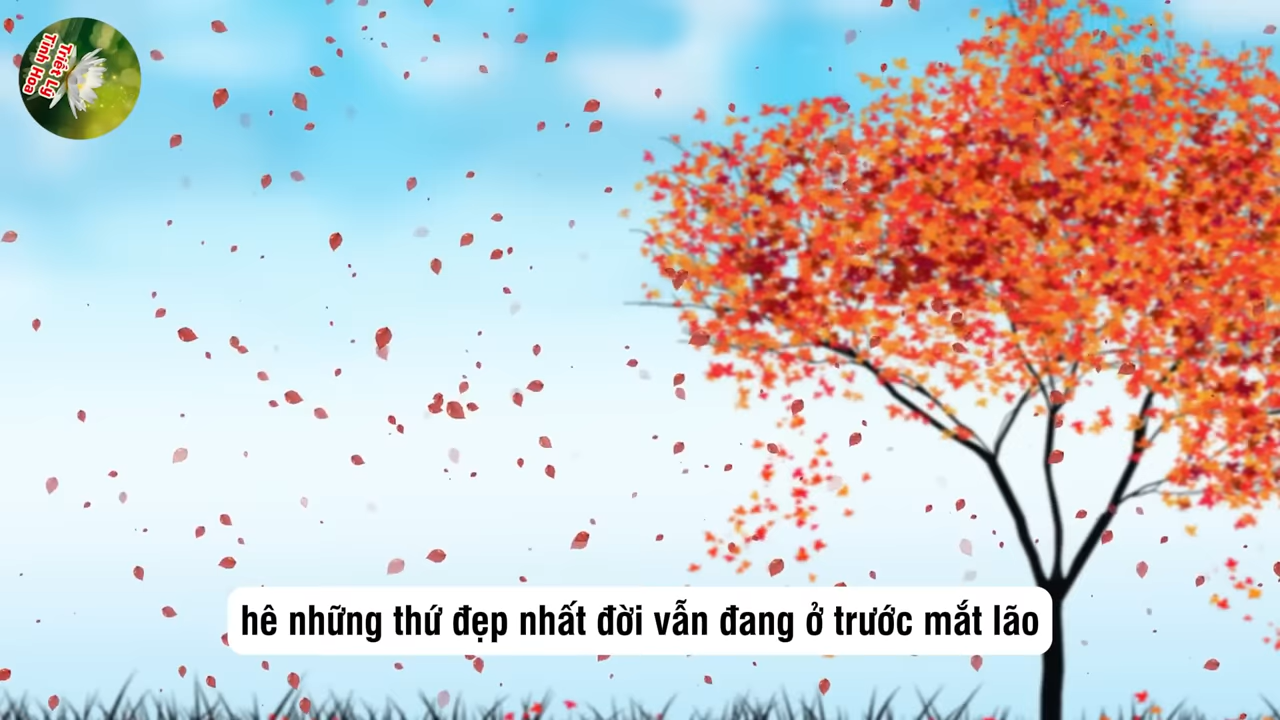 Triết Lý
Tinh Hoa
hê những thứ đẹp nhất đời vẫn đang ở trước mắt lão